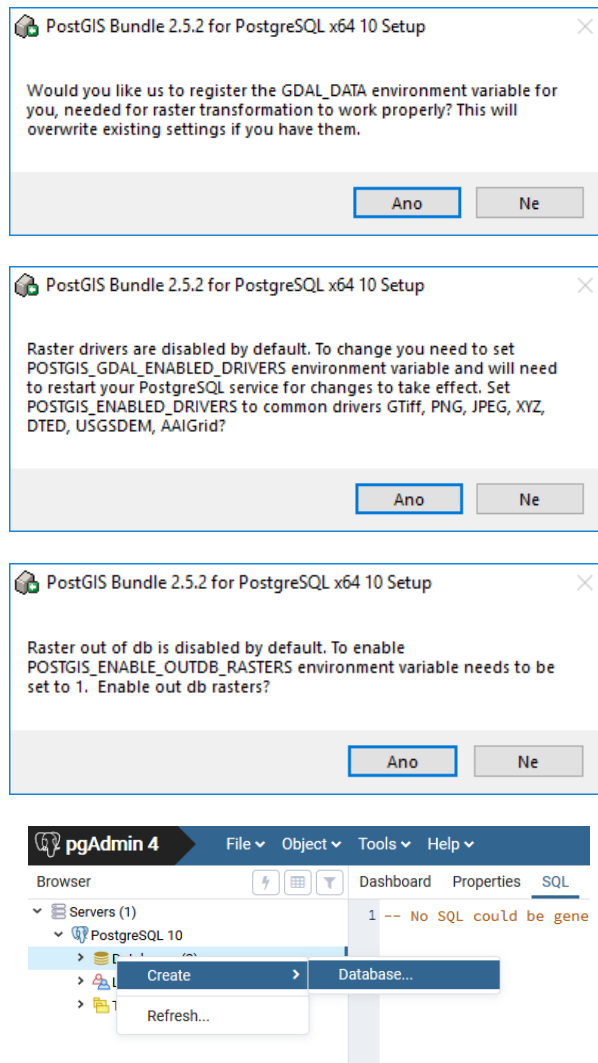 PostGIS Bundle 2.5.2 for PostgreSQL x64 10 Setup
Would you like us to register the GDAL_DATA environment variable for
you, needed for raster transformation to work properly? This will
overwrite existing settings if you have them.
Ano Ne
PostGIS Bundle 2.5.2 for PostgreSQL x64 10 Setup
Raster drivers are disabled by default. To change you need to set
POSTGIS_GDAL_ENABLED_DRIVERS environment variable and will need
to restart your PostgreSQL service for changes to take effect. Set
POSTGIS_ENABLED_DRIVERS to common drivers GTiff, PNG, JPEG, XYZ,
DTED, USGSDEM, AAIGrid?
Ano Ne
PostGIS Bundle 2.5.2 for PostgreSQL x64 10 Setup
Raster out of db is disabled by default. To enable
POSTGIS_ENABLE_OUTDB_RASTERS environment variable needs to be
set to 1. Enable out db rasters?
Ano Ne
pgAdmin 4 File Object Tools Help
Browser Dashboard Properties SQL
Servers (1) 1 -- No SQL could be gene
PostgreSQL 10
Create Database...
Refresh...